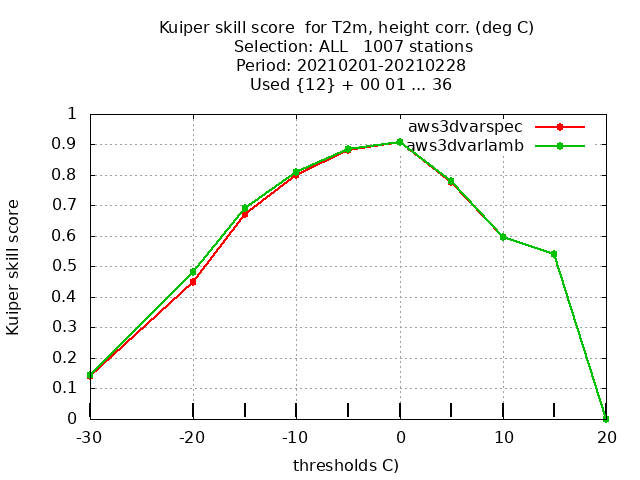 Kuiper skill score  for T2m, height corr. (deg C)
Selection: ALL   1007 stations
Period: 20210201-20210228
Used {12} + 00 01 ... 36
aws3dvarspec
aws3dvarlamb
1
0.9
0.8
0.7
0.6
0.5
0.4
0.3
0.2
0.1
0
Kuiper skill score
-30
-20
-10
0
10
20
thresholds C)